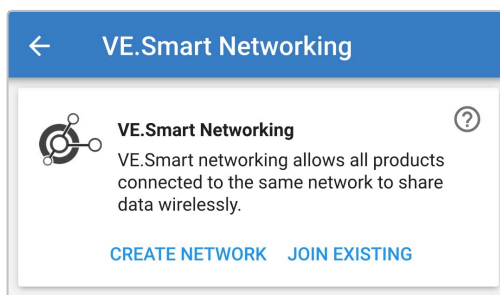 VE.Smart Networking
VE.Smart Networking
VE.Smart networking allows all products
connected to the same network to share
data wirelessly.
CREATE NETWORK JOIN EXISTING